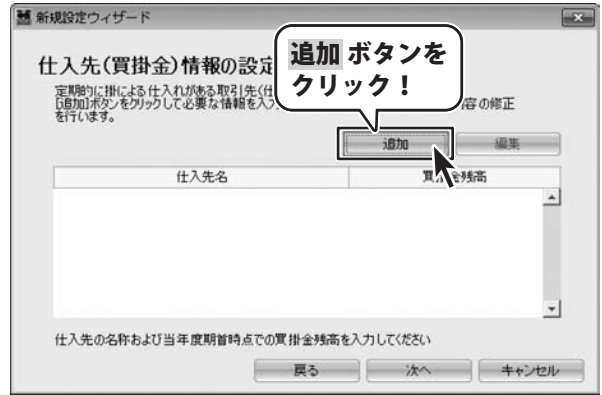 新規設定ウィザード
仕入先(買掛金)情報の設定
追加 ボタンを
クリック！
定期的に掛による仕入れがある取引先(仕
[追加]ボタンをクリックして必要な情報を入
容の修正
を行います。
追加
編集
仕入先名
買掛金残高
仕入先の名称および当年度期首時点での買掛金残高を入力してください
戻る
次へ
キャンセル